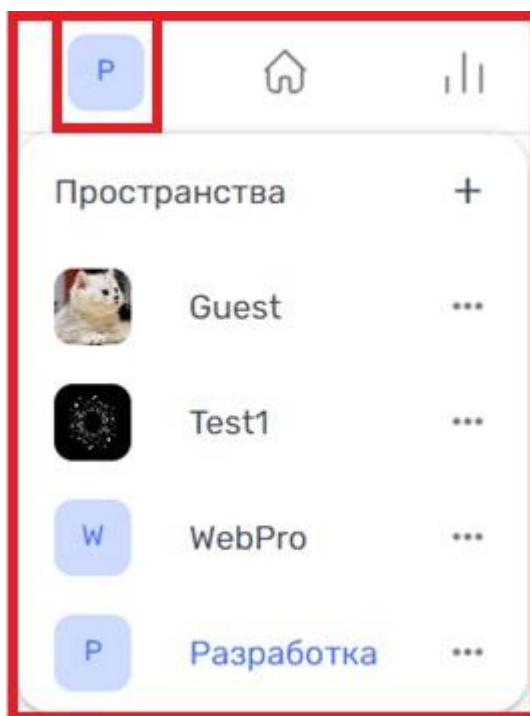 Р
Пространства +
Guest ...
Test1 ...
W WebPro ...
Р Разработка ...